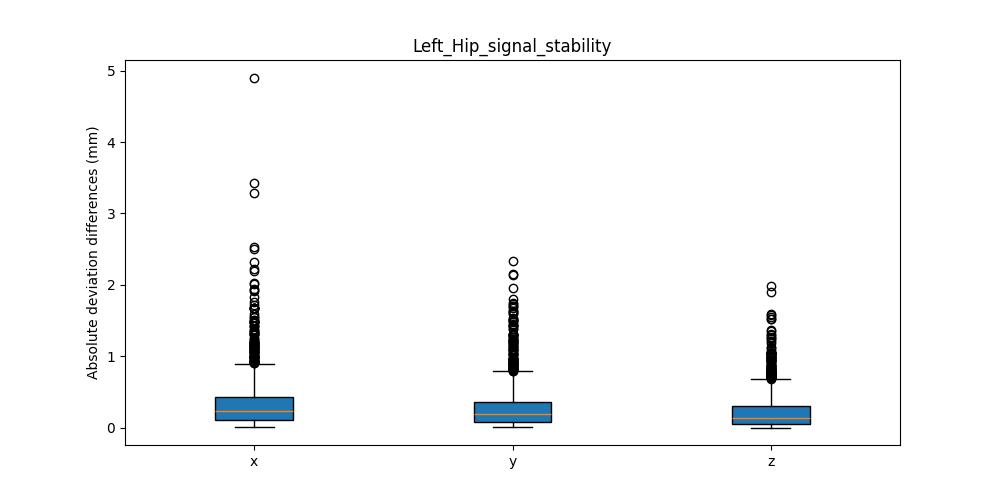 Left_Hip_signal_stability
Absolute deviation differences (mm)
5
4
3
2
1
0
x y z